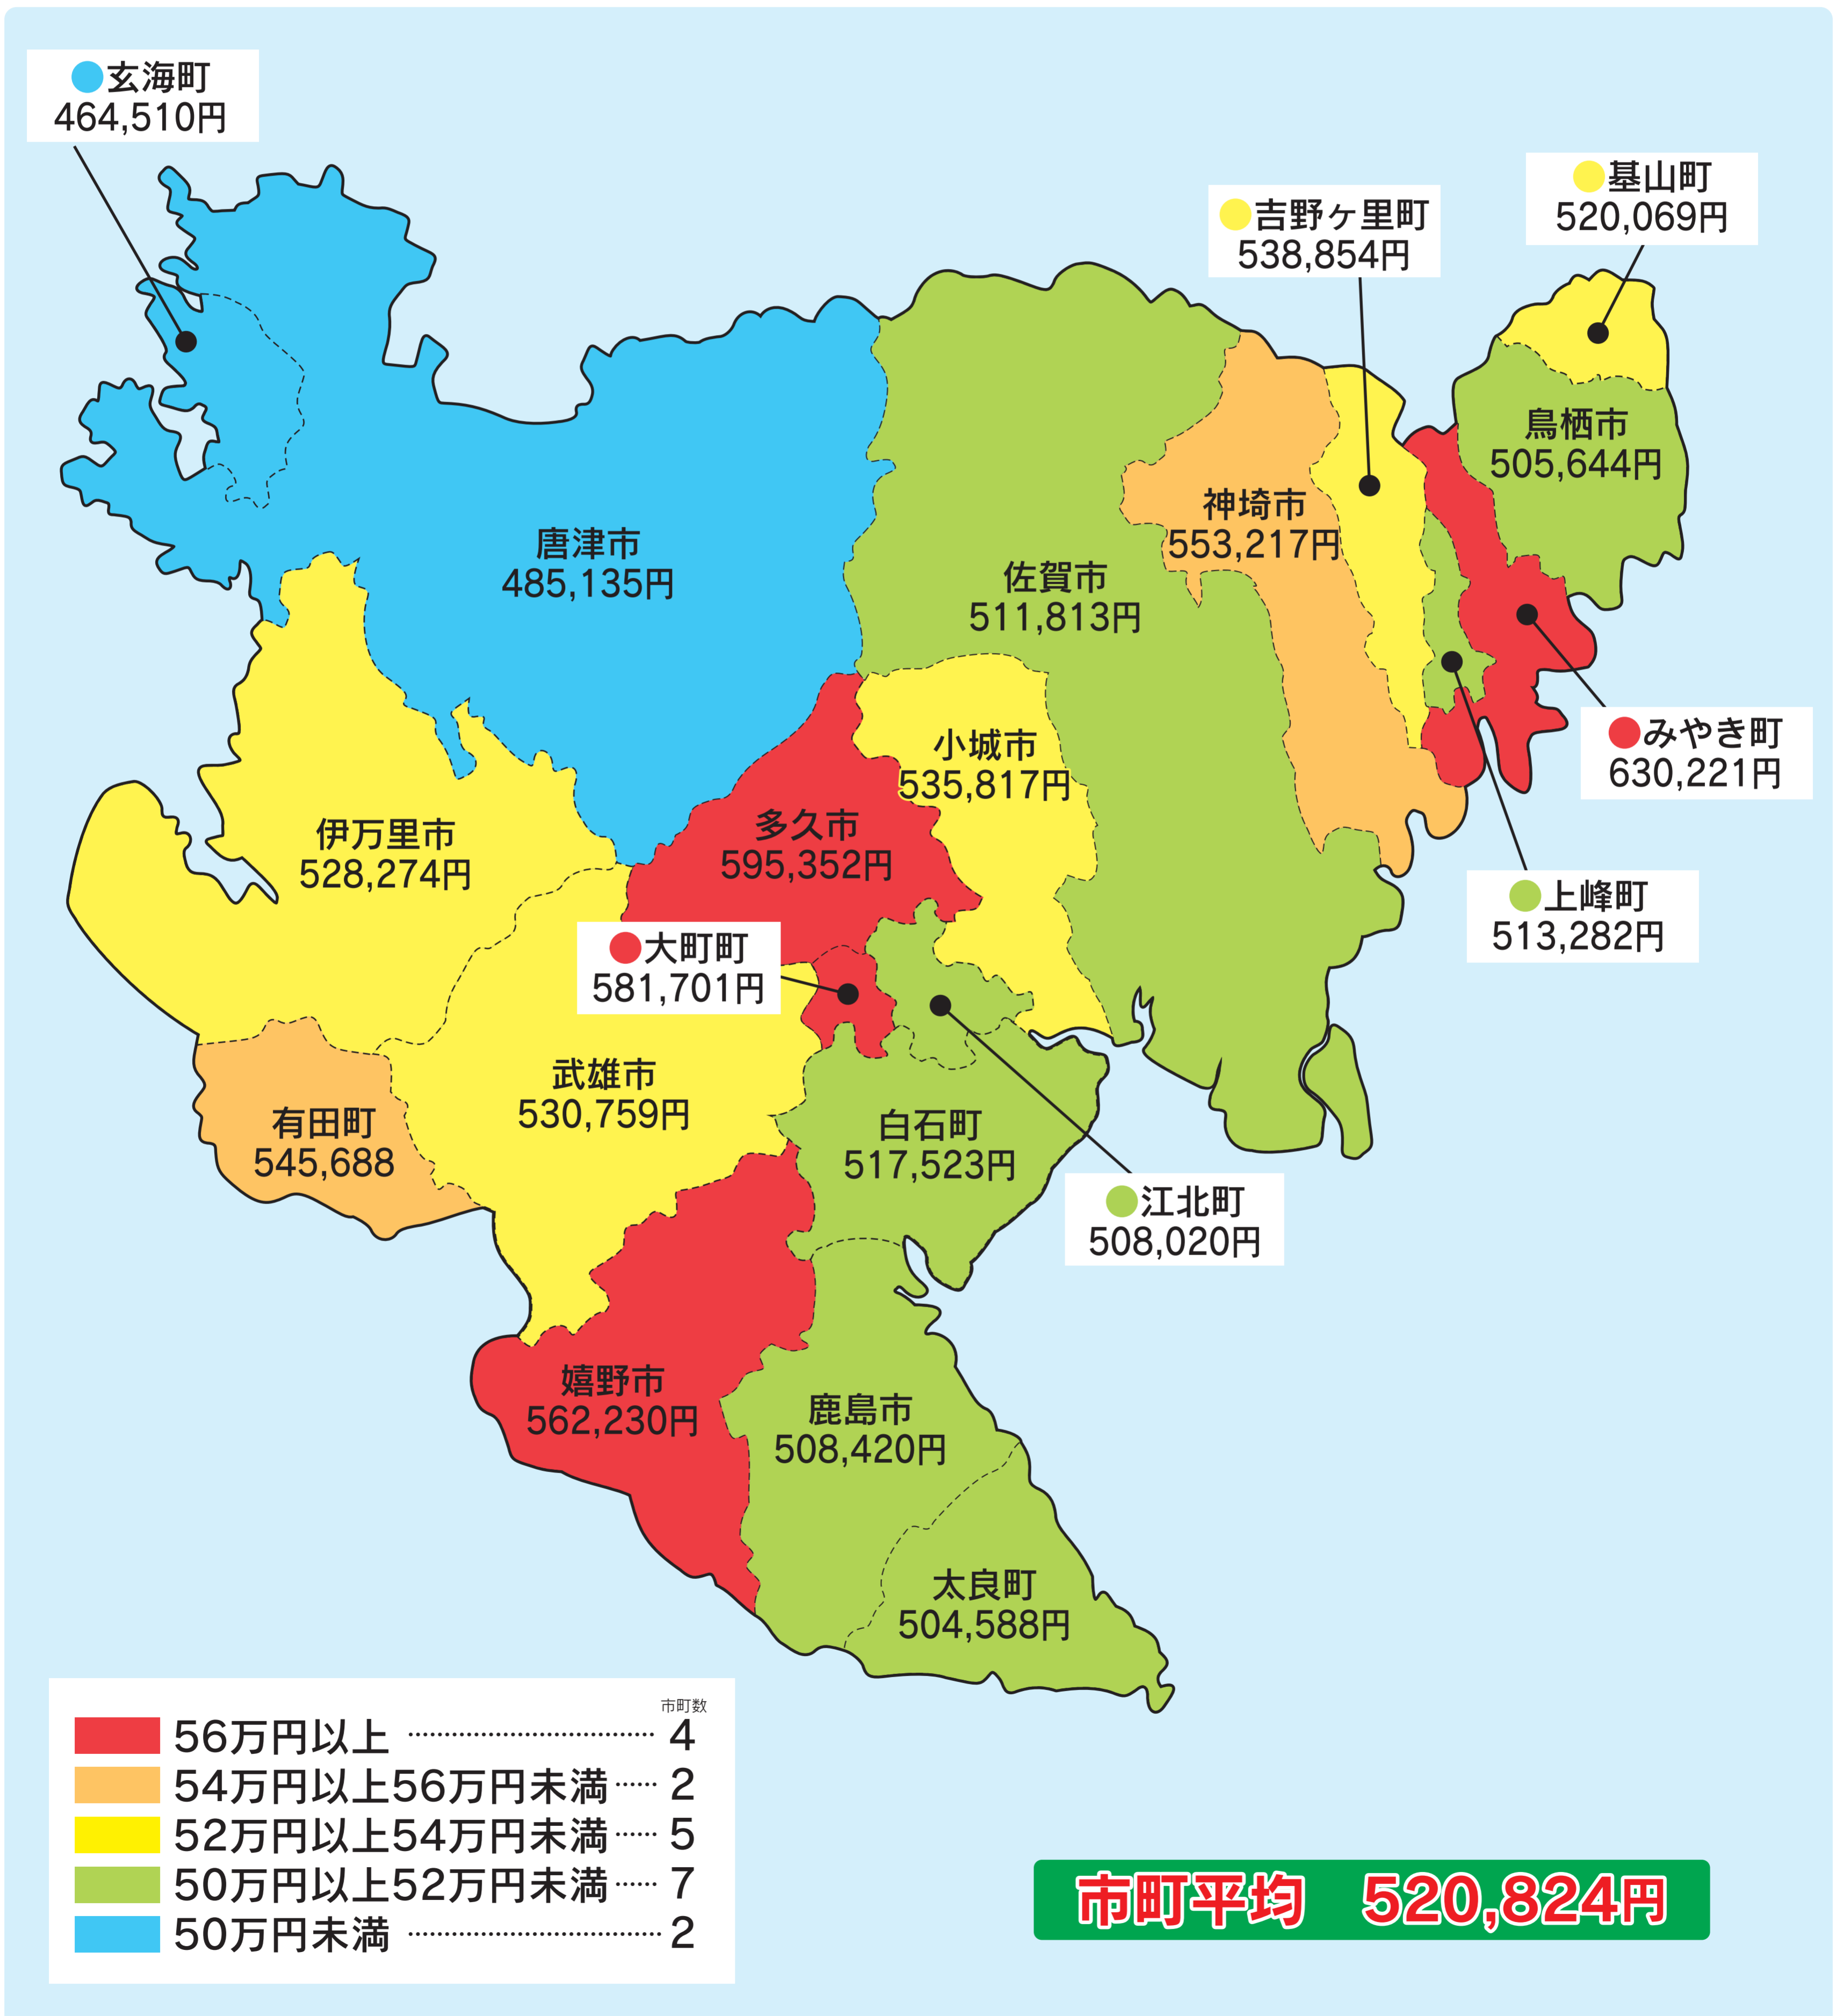 玄海町
464,510円
基山町
520,069円
吉野ヶ里町
538,854円
鳥栖市
505,644円
神埼市
553,217円
唐津市
485,135円
佐賀市
511,813円
みやき町
630,221円
小城市
535,817円
多久市
595,352円
伊万里市
528,274円
上峰町
513,282円
大町町
581,701円
武雄市
530,759円
有田町
545,688
白石町
517,523円
江北町
508,020円
嬉野市
562,230円
鹿島市
508,420円
太良町
504,588円
市町数
56万円以上 4
54万円以上56万円未満 2
52万円以上54万円未満 5
50万円以上52万円未満 7
50万円未満 2
市町平均 520,824円